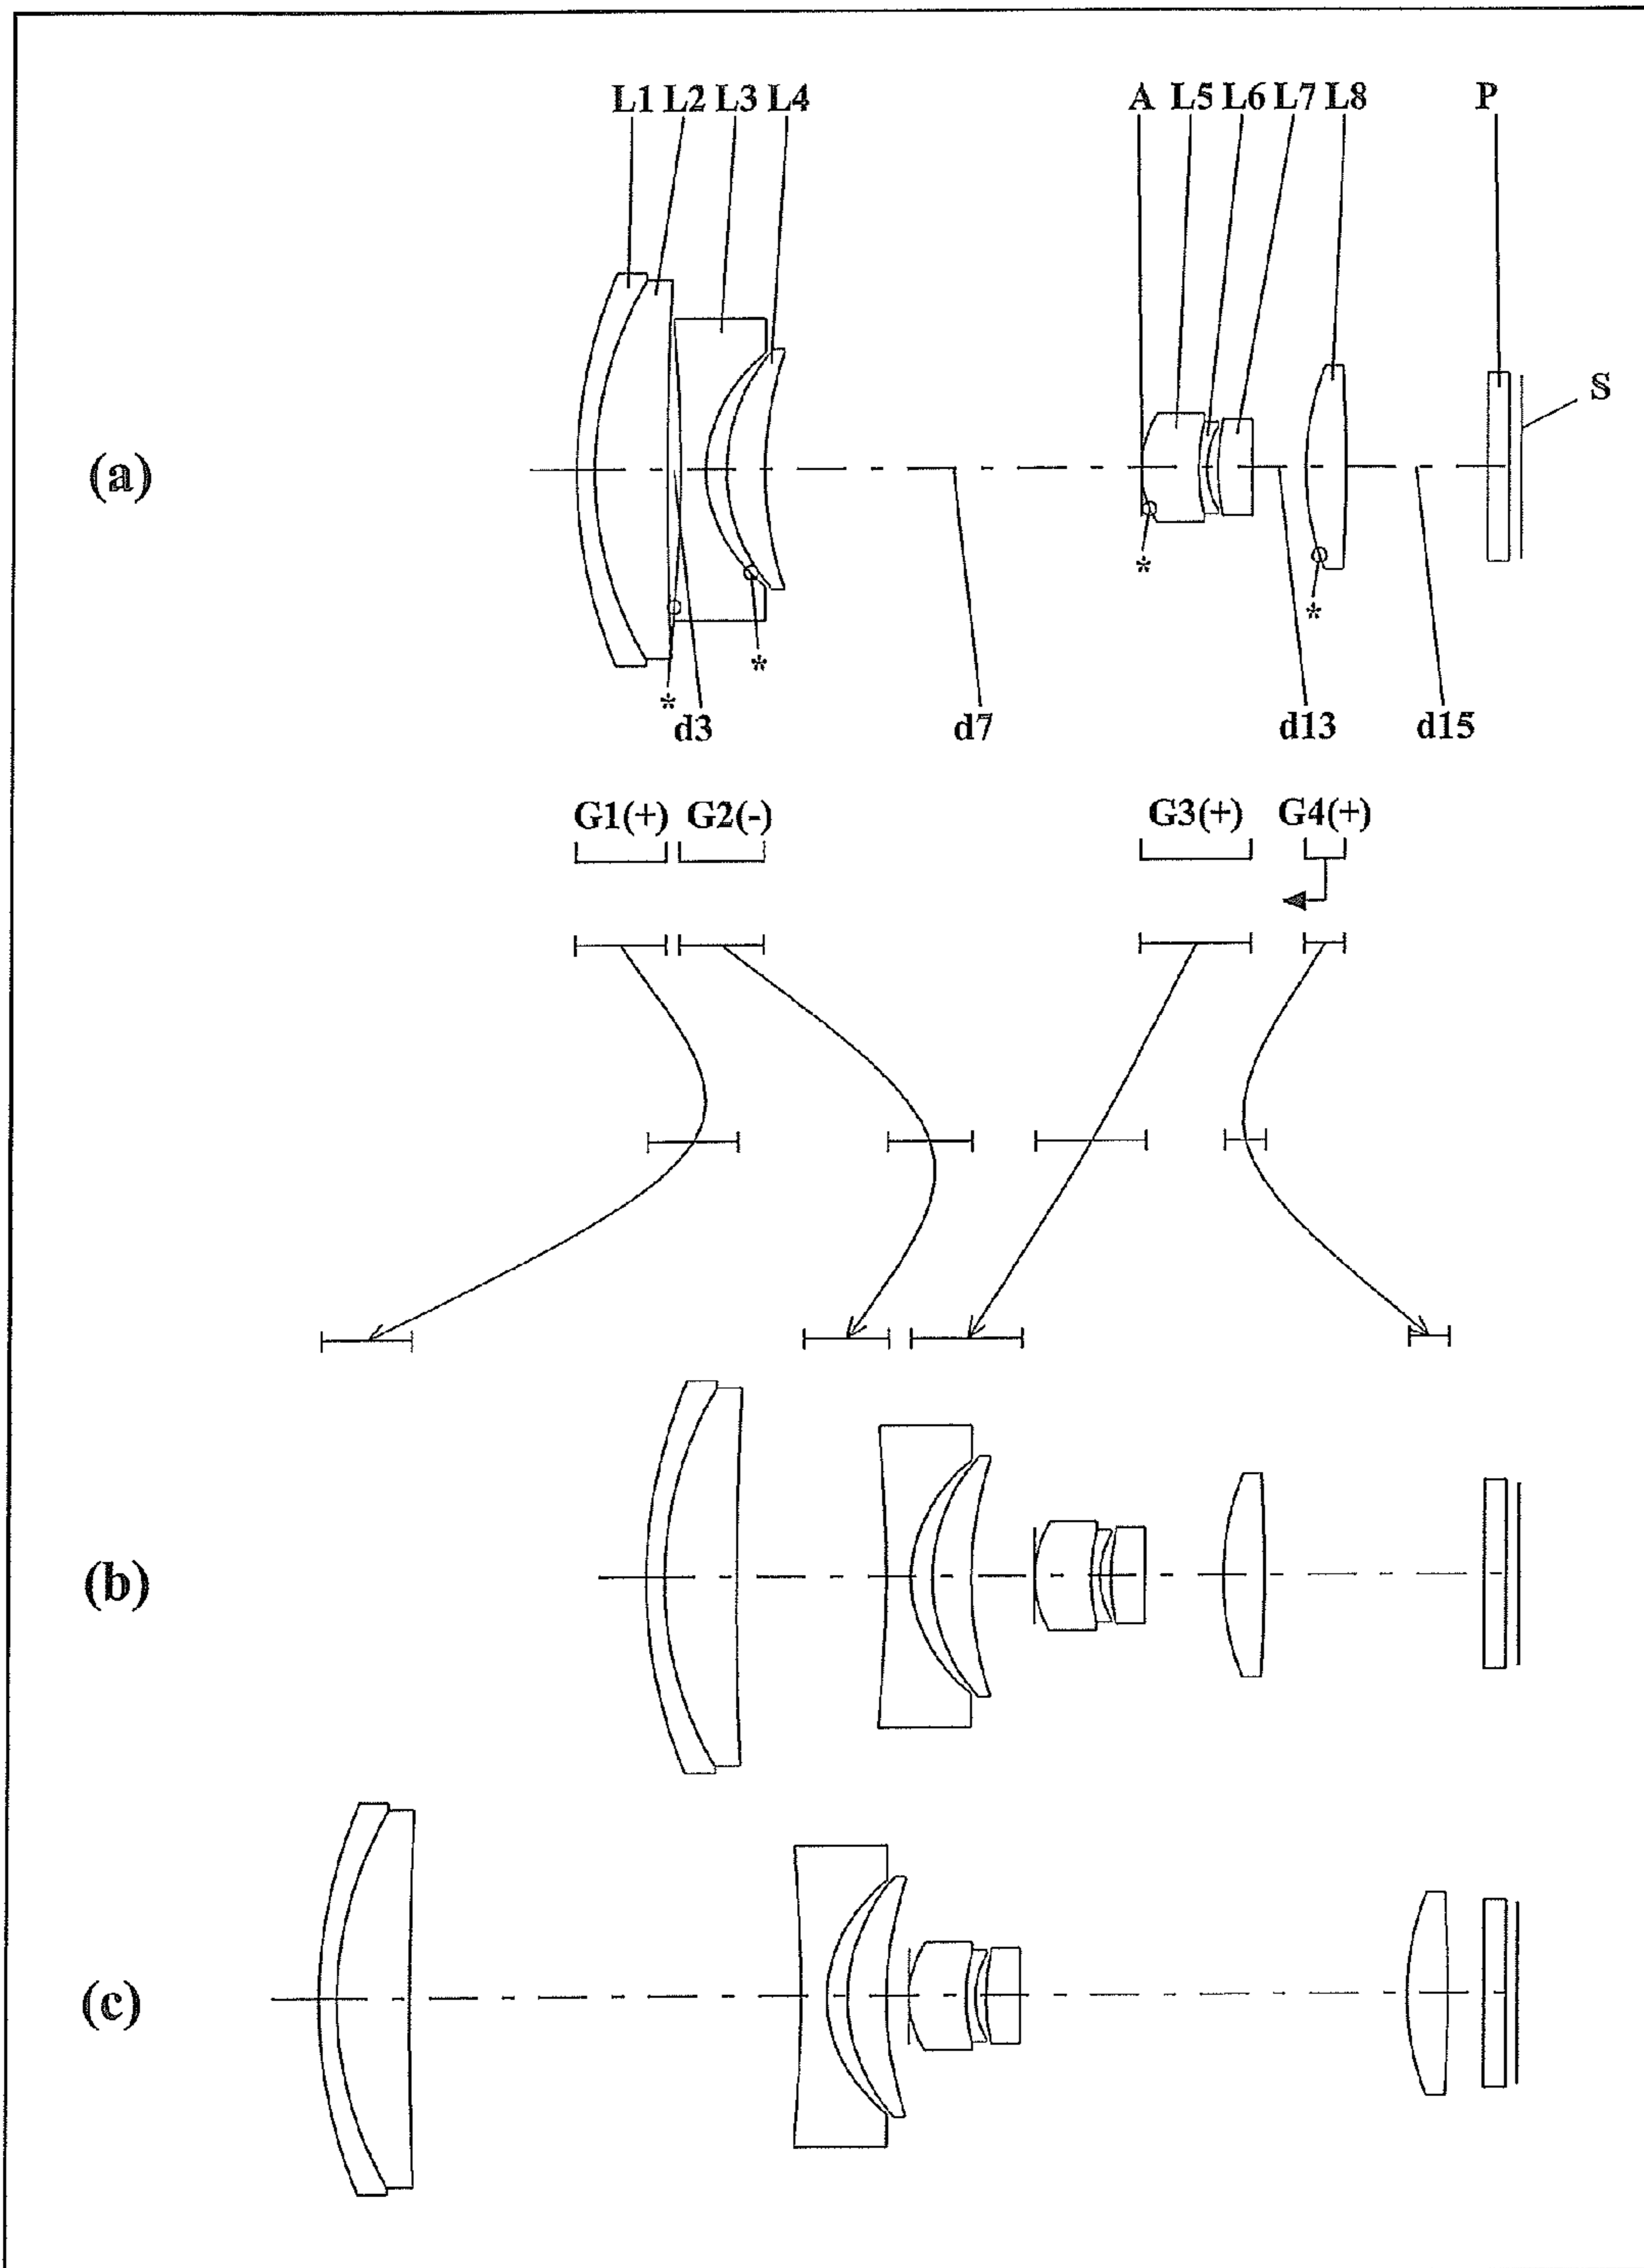 L1 L2 L3 L4 A L5 L6 L7 L8 P
S
(a)
* * * *
d3 d7 d13 d15
G1(+) G2(-) G3(+) G4(+)
(b)
(c)